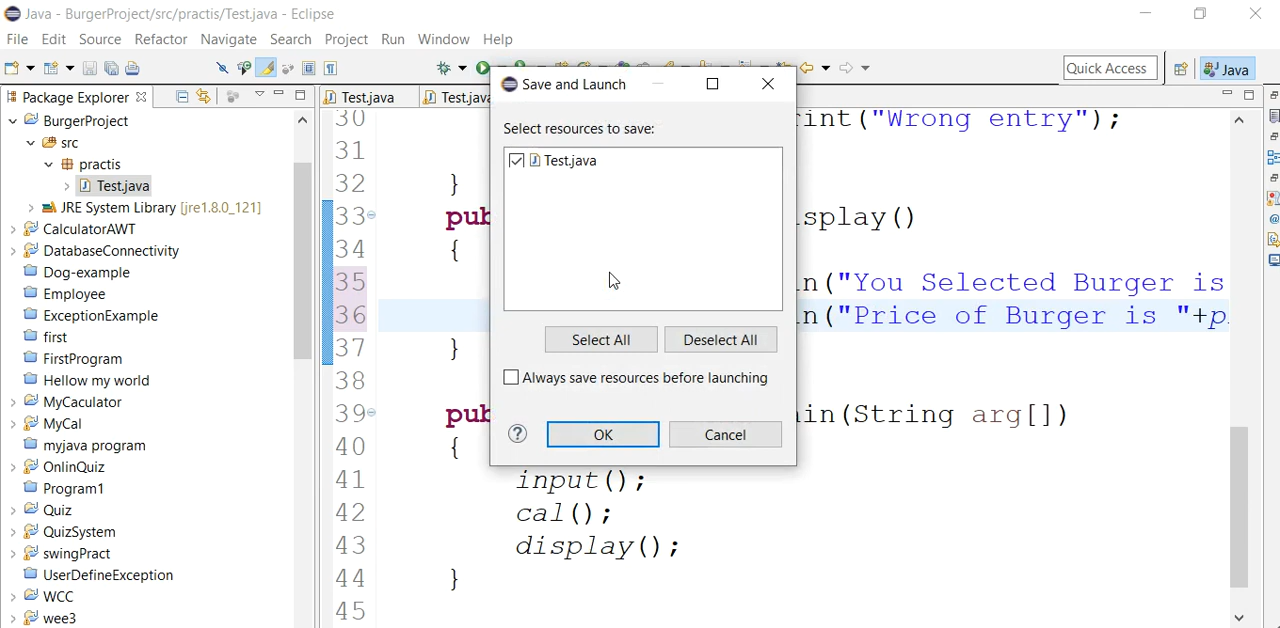 Java - BurgerProject/src/practis/Test.java - Eclipse
File Edit Source Refactor Navigate Search Project Run Window Help
Quick Access
Java
Package Explorer
BurgerProject
src
practis
Test.java
JRE System Library [jre1.8.0_121]
CalculatorAWT
DatabaseConnectivity
Dog-example
Employee
ExceptionExample
first
FirstProgram
Hellow my world
MyCaculator
MyCal
myjava program
OnlinQuiz
Program1
Quiz
QuizSystem
swingPract
UserDefineException
WCC
wee3
Test.java
Test.java
30 rint("Wrong entry");
31
32 }
33 pub splay()
34 {
35 n("You Selected Burger is
36 n("Price of Burger is "+p
37 }
38
39 pub in(String arg[])
40 {
41 input();
42 cal();
43 display();
44 }
45
Save and Launch
Select resources to save:
Test.java
Select All Deselect All
Always save resources before launching
OK Cancel